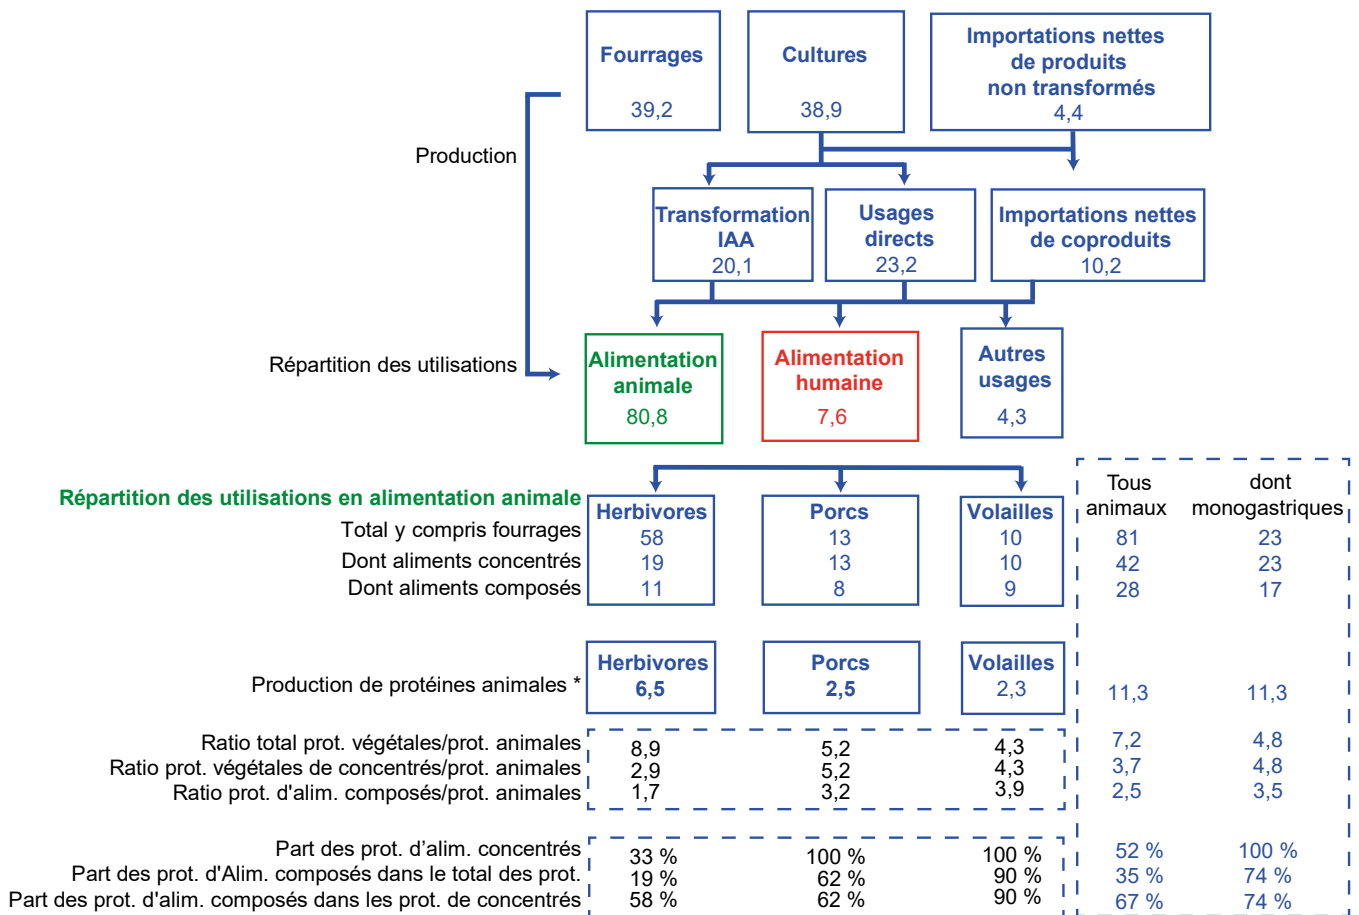 Fourrages
39,2
Cultures
38,9
Importations nettes
de produits
non transformés
4,4
Production
Transformation
IAA
20,1
Usages
directs
23,2
Importations nettes
de coproduits
10,2
Répartition des utilisations
Alimentation
animale
80,8
Alimentation
humaine
7,6
Autres
usages
4,3
Tous
animaux
dont
monogastriques
Répartition des utilisations en alimentation animale
Herbivores Porcs Volailles
Total y compris fourrages 58 13 10 81 23
Dont aliments concentrés 19 13 10 42 23
Dont aliments composés 11 8 9 28 17
Herbivores Porcs Volailles
Production de protéines animales * 6,5 2,5 2,3 11,3 11,3
Ratio total prot. végétales/prot. animales 8,9 5,2 4,3 7,2 4,8
Ratio prot. végétales de concentrés/prot. animales 2,9 5,2 4,3 3,7 4,8
Ratio prot. d'alim. composés/prot. animales 1,7 3,2 3,9 2,5 3,5
Part des prot. d’alim. concentrés 33 % 100 % 100 % 52 % 100 %
Part des prot. d'Alim. composés dans le total des prot. 19 % 62 % 90 % 35 % 74 %
Part des prot. d'alim. composés dans les prot. de concentrés 58 % 62 % 90 % 67 % 74 %